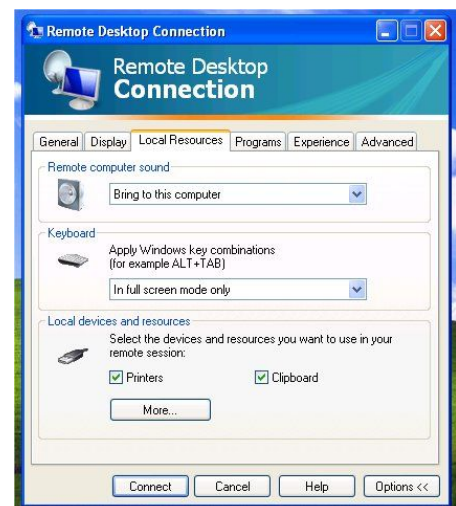 Remote Desktop Connection
Remote Desktop
Connection
General Display Local Resources Programs Experience Advanced
Remote computer sound
Bring to this computer
Keyboard
Apply Windows key combinations
(for example ALT+TAB)
In full screen mode only
Local devices and resources
Select the devices and resources you want to use in your
remote session:
Printers Clipboard
More...
Connect Cancel Help Options <<